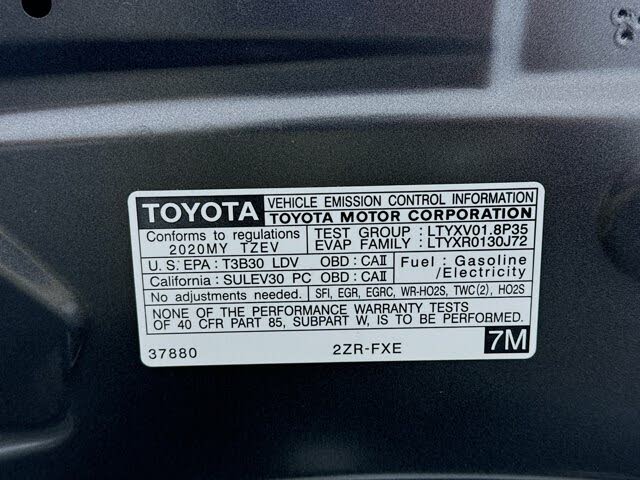 TOYOTA
VEHICLE EMISSION CONTROL INFORMATION
TOYOTA MOTOR CORPORATION
Conforms to regulations
2020MY TZEV
TEST GROUP : LTYXV01.8P35
EVAP FAMILY : LTYXR0130J72
U.S. EPA : T3B30 LDV OBD : CAⅡ
California : SULEV30 PC OBD : CAⅡ
Fuel : Gasoline
/Electricity
No adjustments needed. SFI, EGR, EGRC, WR-HO2S, TWC(2), HO2S
NONE OF THE PERFORMANCE WARRANTY TESTS
OF 40 CFR PART 85, SUBPART W, IS TO BE PERFORMED.
37880 2ZR-FXE 7M